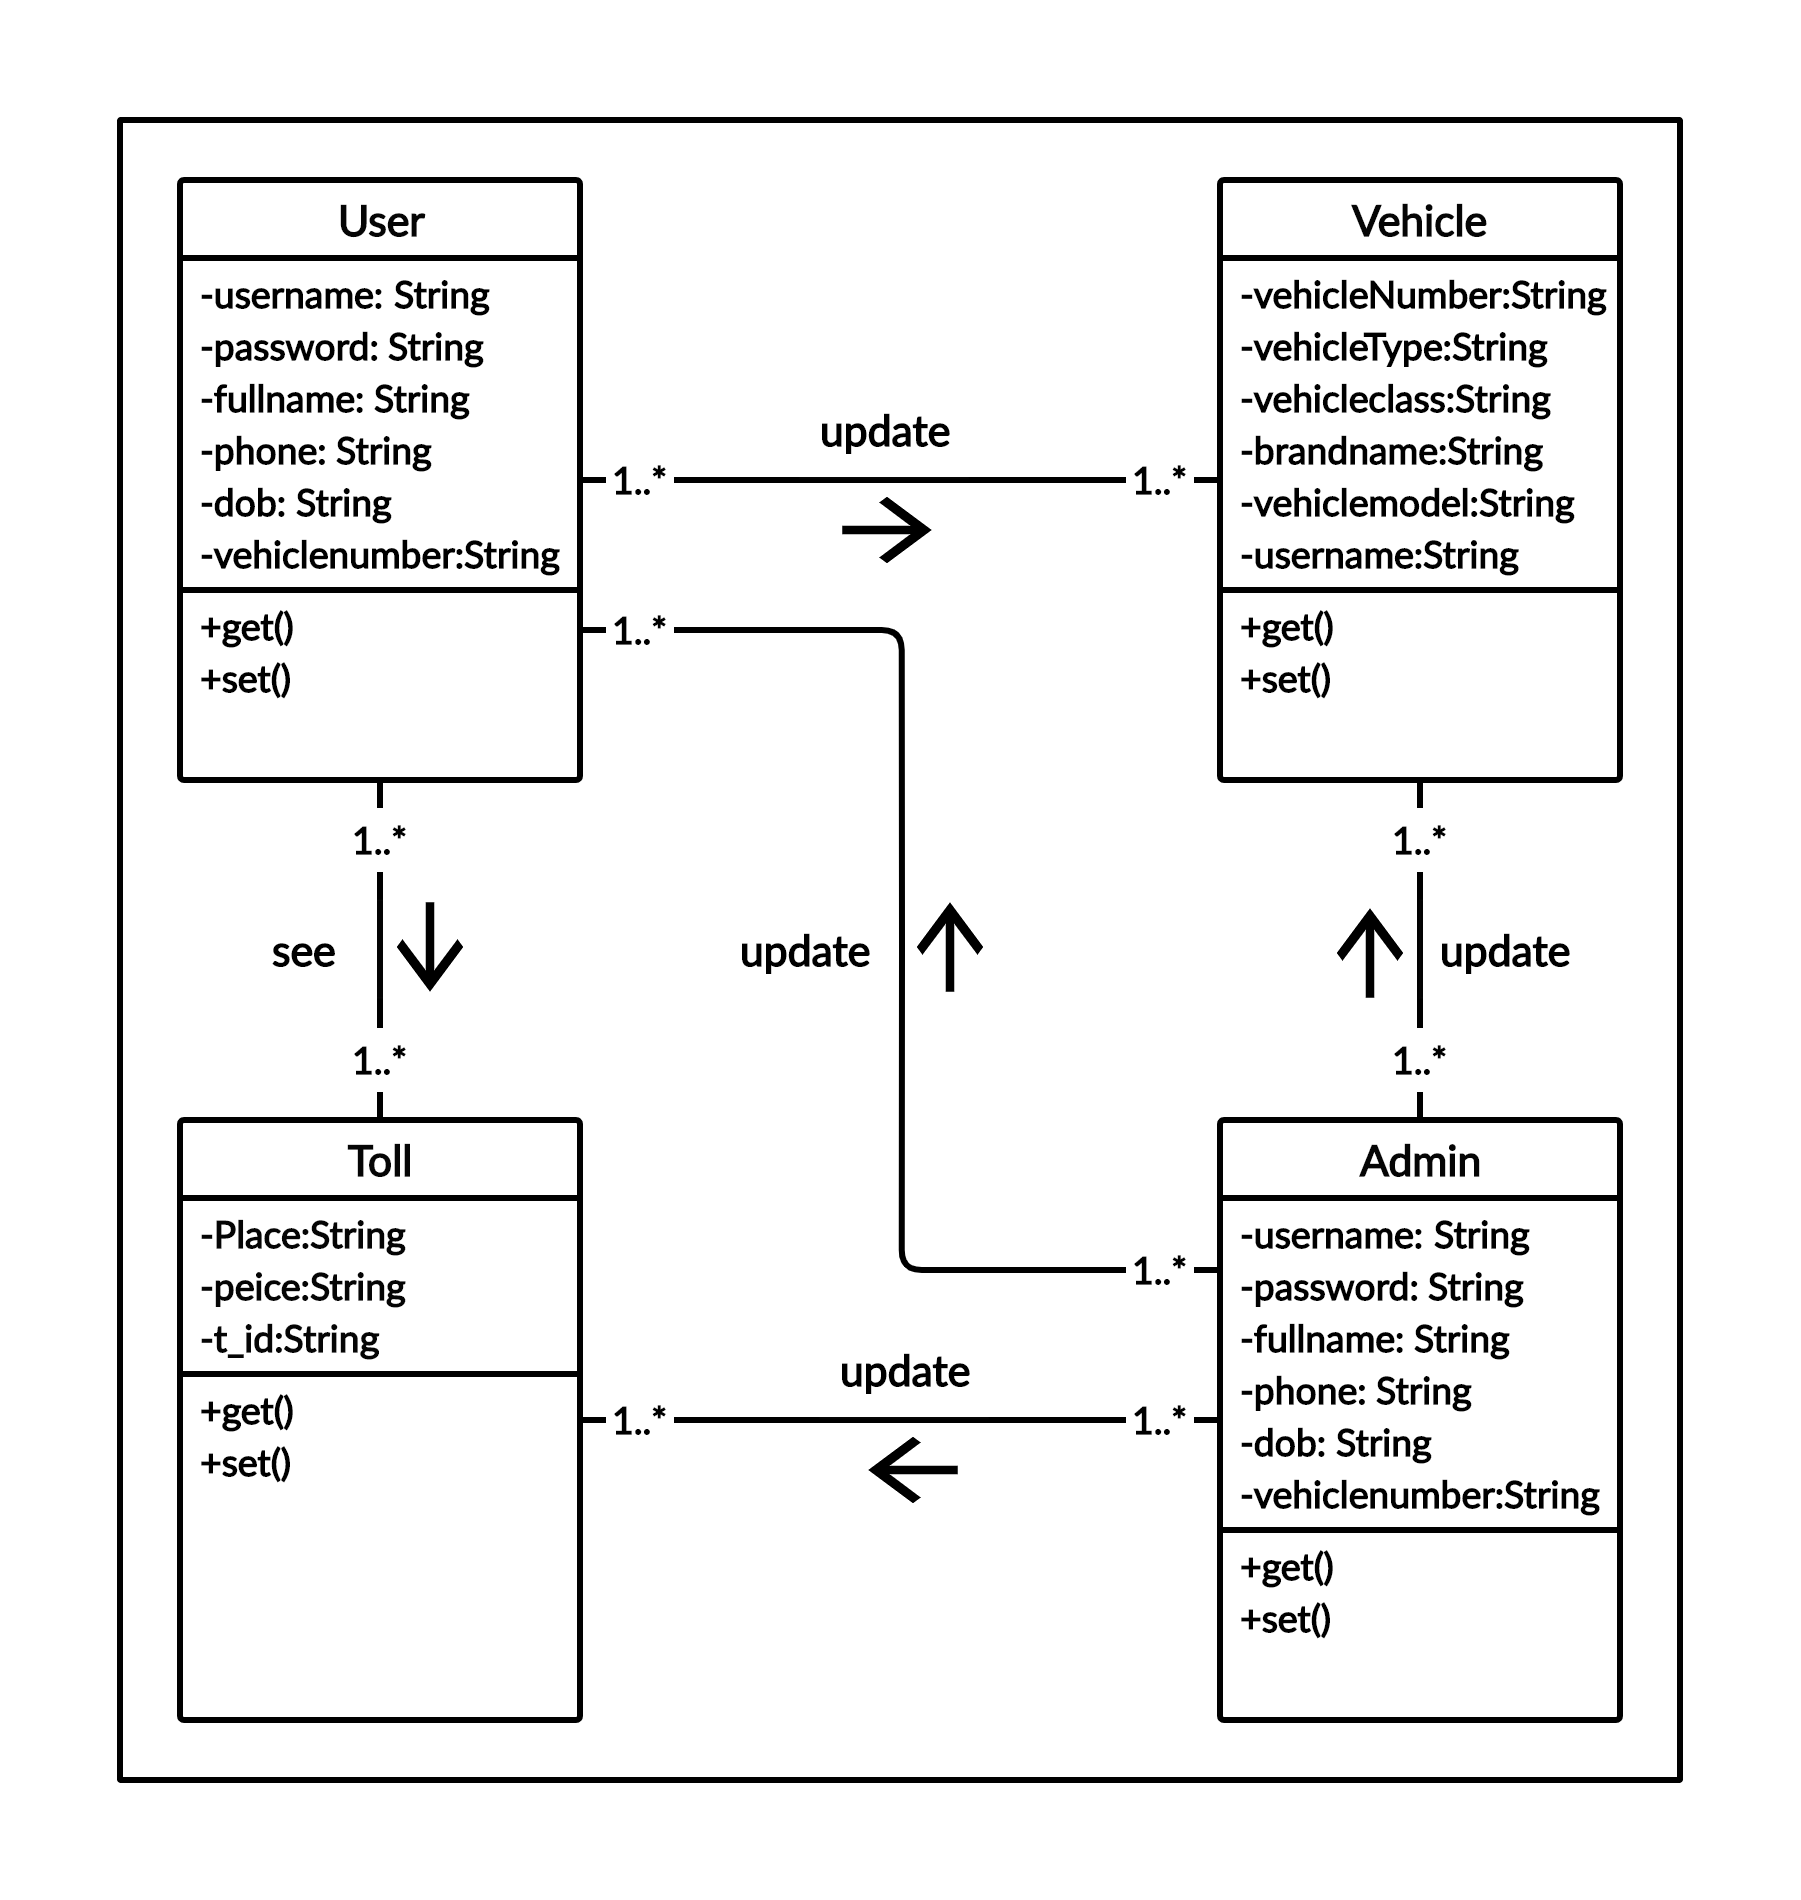 User
-username: String
-password: String
-fullname: String
-phone: String
-dob: String
-vehiclenumber:String
+get()
+set()
Vehicle
-vehicleNumber:String
-vehicleType:String
-vehicleclass:String
-brandname:String
-vehiclemodel:String
-username:String
+get()
+set()
update
1..*
1..*
1..*
1..*
1..*
see
update
update
1..*
1..*
Toll
-Place:String
-peice:String
-t_id:String
+get()
+set()
1..*
update
1..*
1..*
Admin
-username: String
-password: String
-fullname: String
-phone: String
-dob: String
-vehiclenumber:String
+get()
+set()